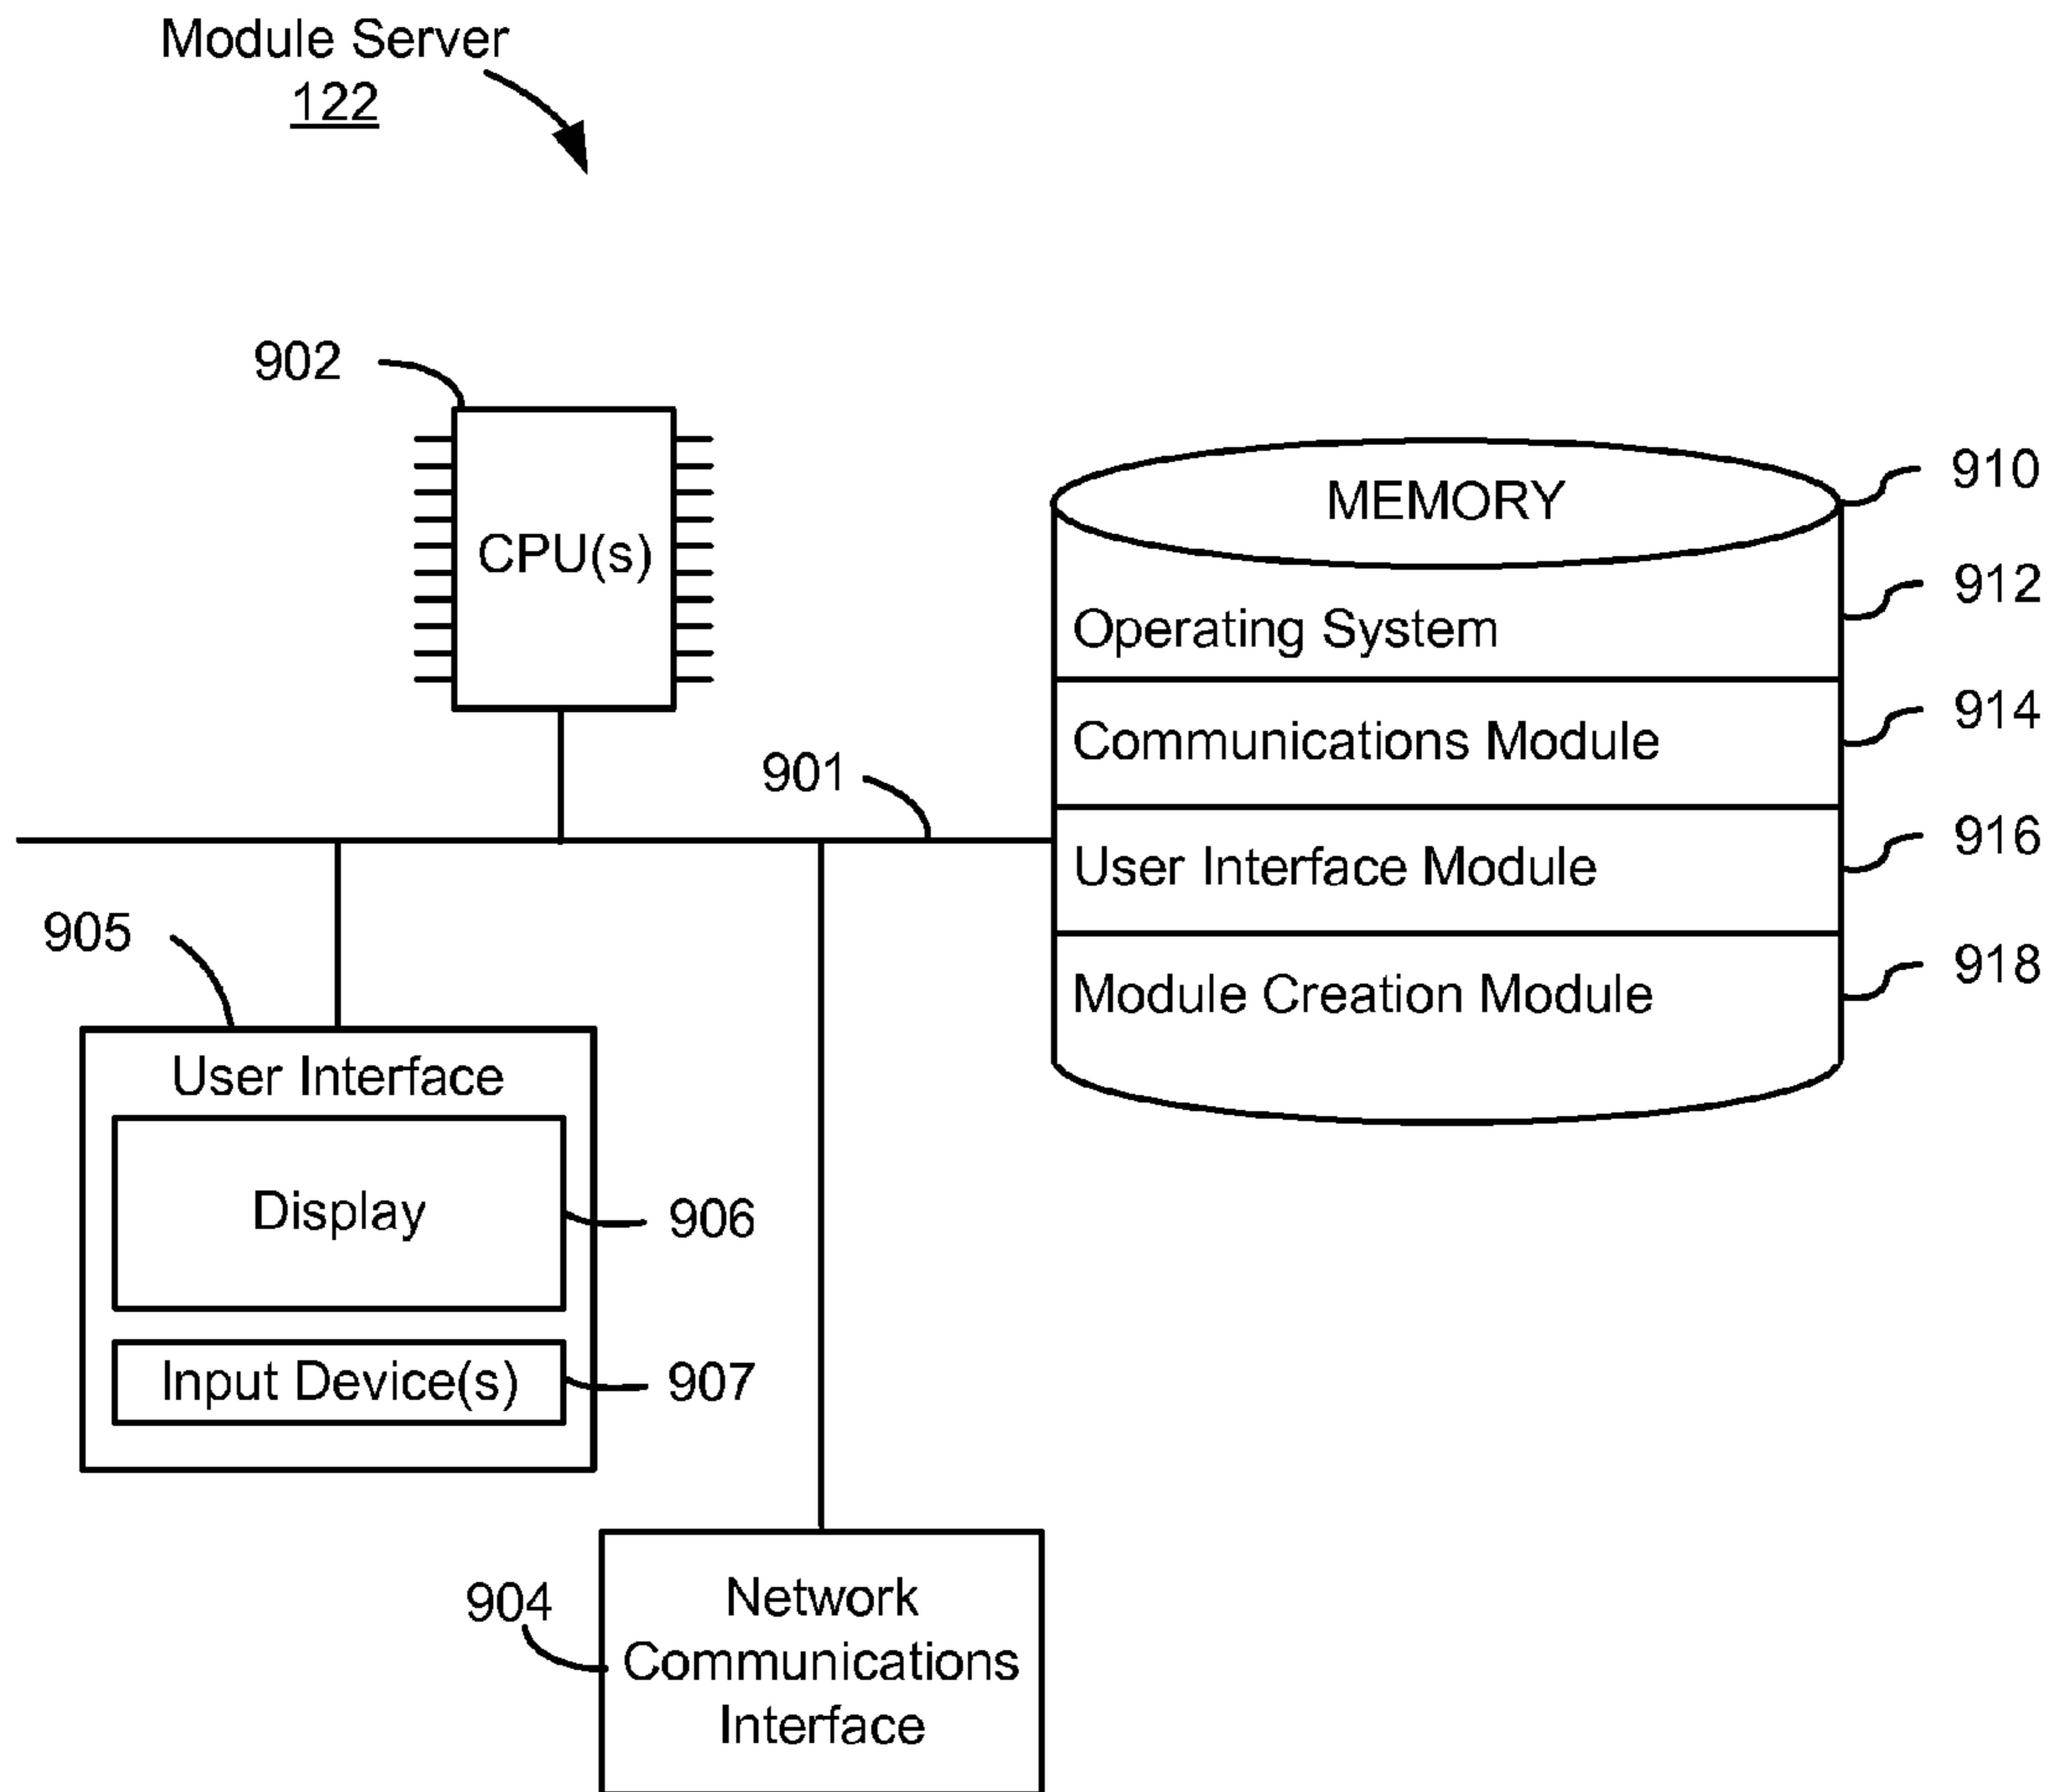 Module Server
122
902
CPU(s)
MEMORY
910
912
Operating System
914
Communications Module
901
916
User Interface Module
905
918
Module Creation Module
User Interface
Display
906
Input Device(s)
907
904
Network
Communications
Interface